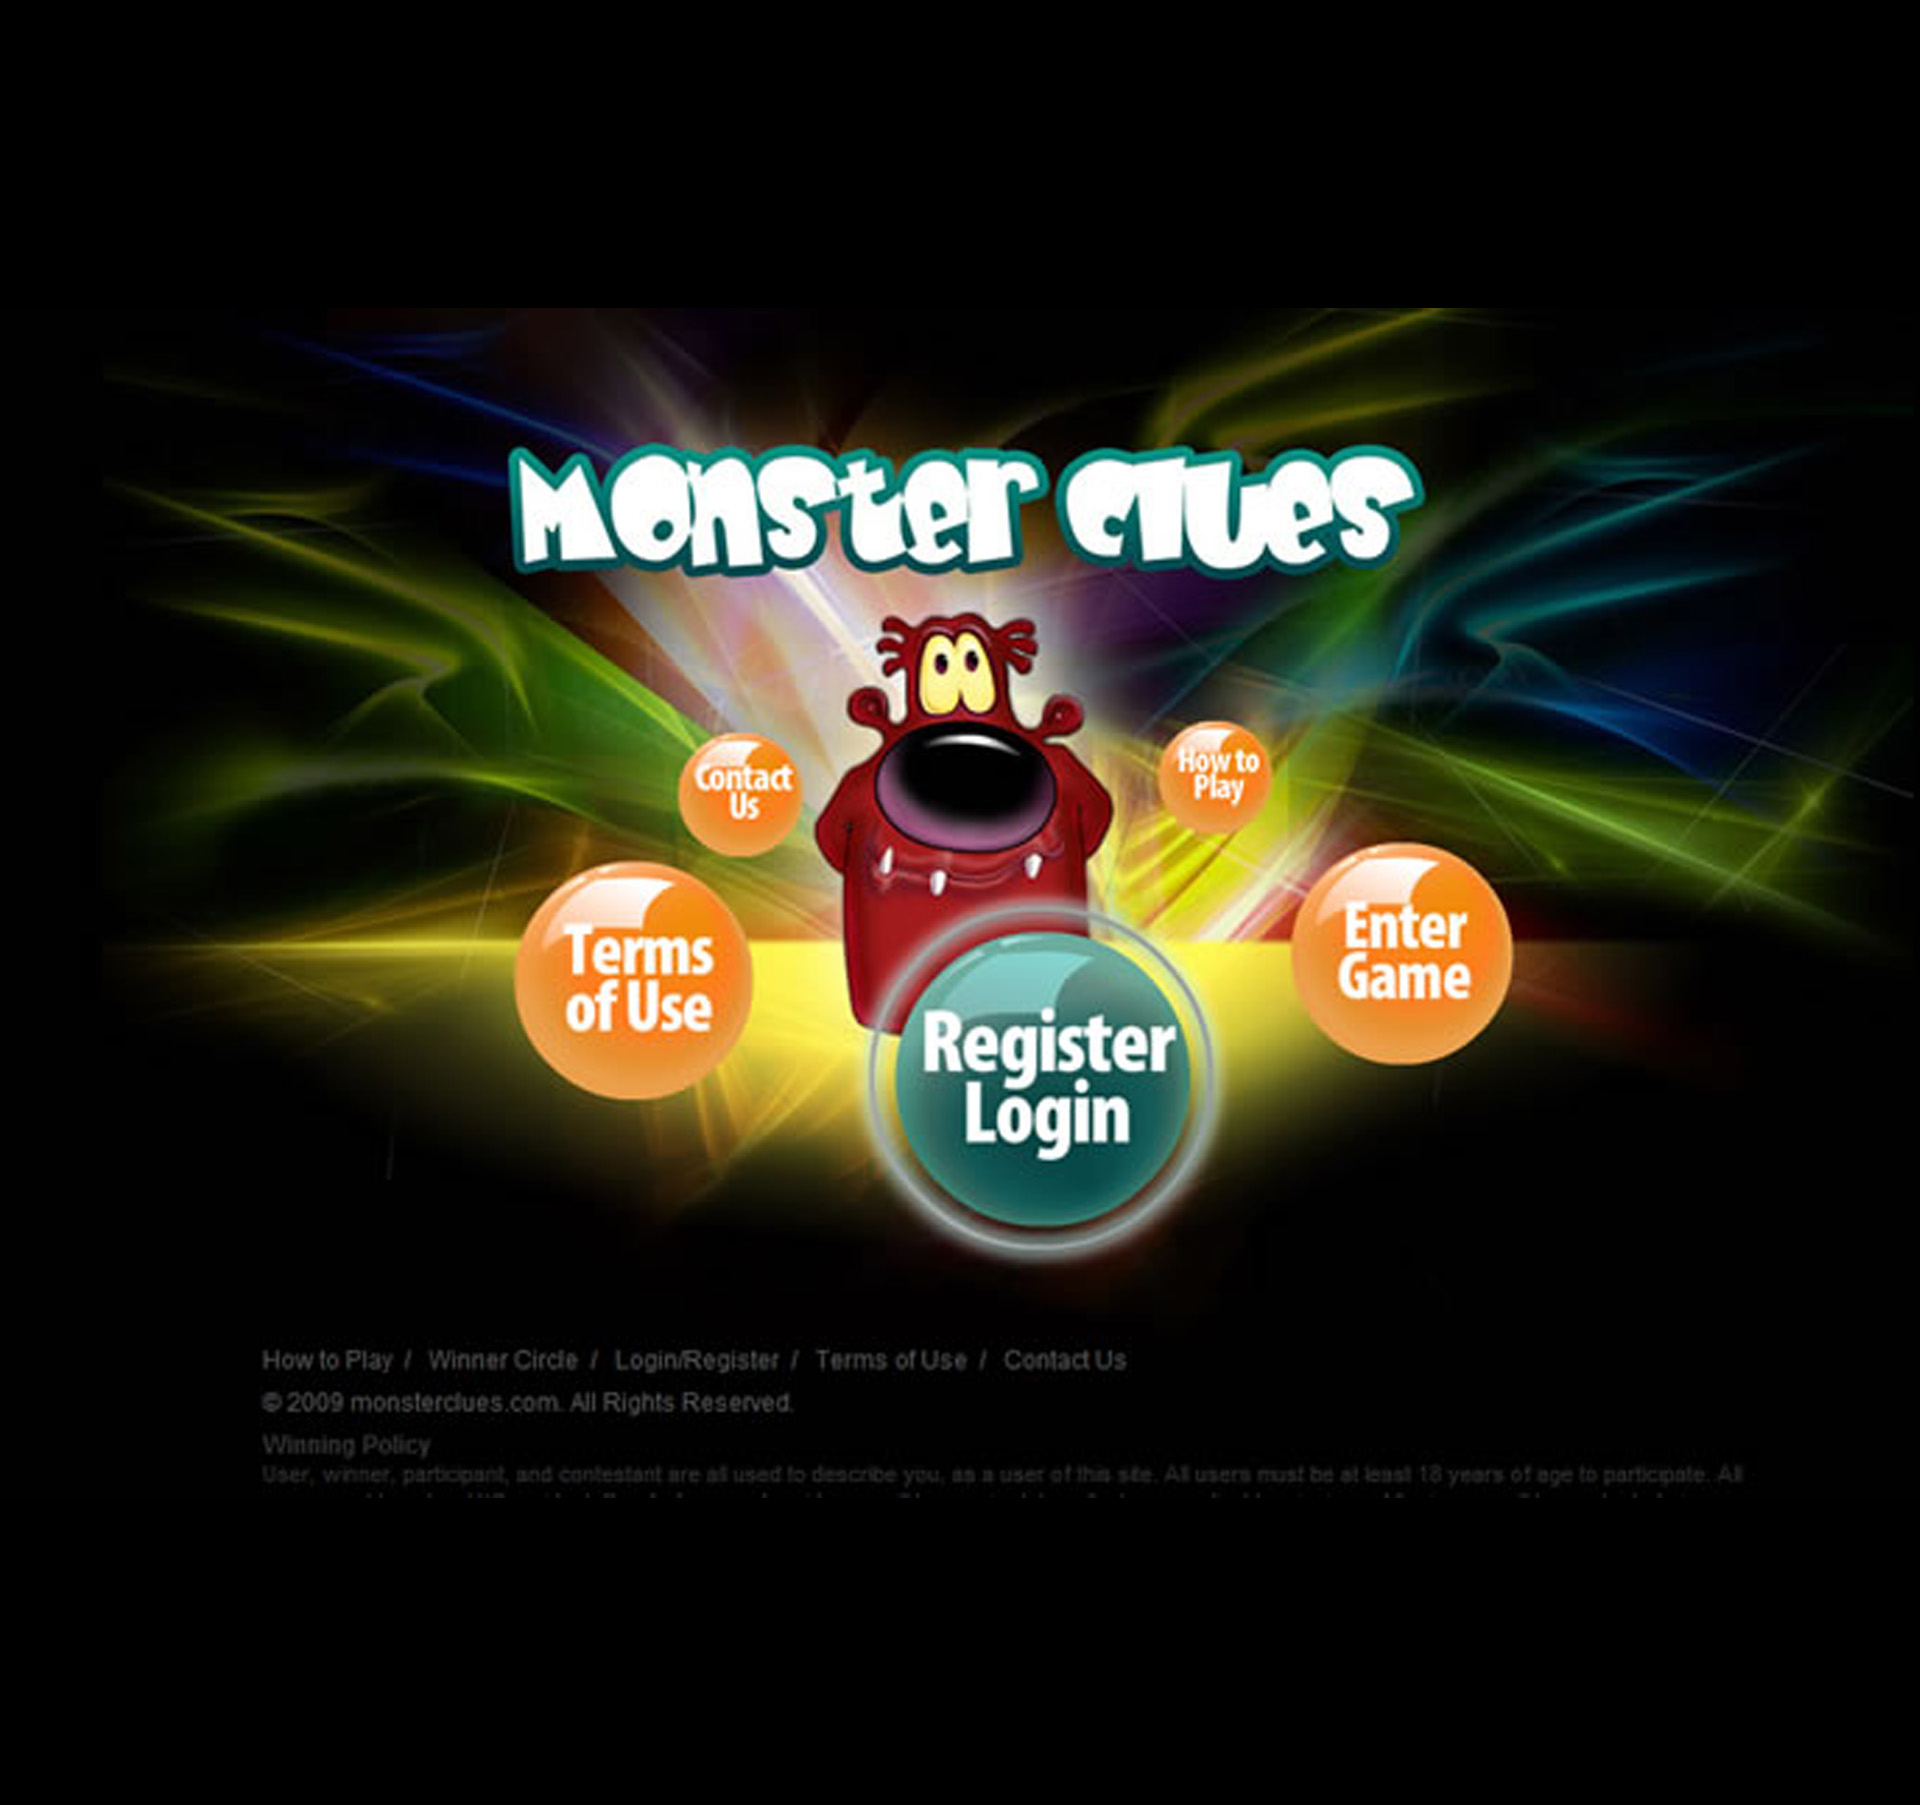 Monster Clues
Contact
Us
How to
Play
Terms
of Use
Enter
Game
Register
Login
How to Play / Winner Circle / Login/Register / Terms of Use / Contact Us
© 2009 monsterclues.com. All Rights Reserved.
Winning Policy
User, winner, participant, and contestant are all used to describe you, as a user of this site. All users must be at least 18 years of age to participate. All